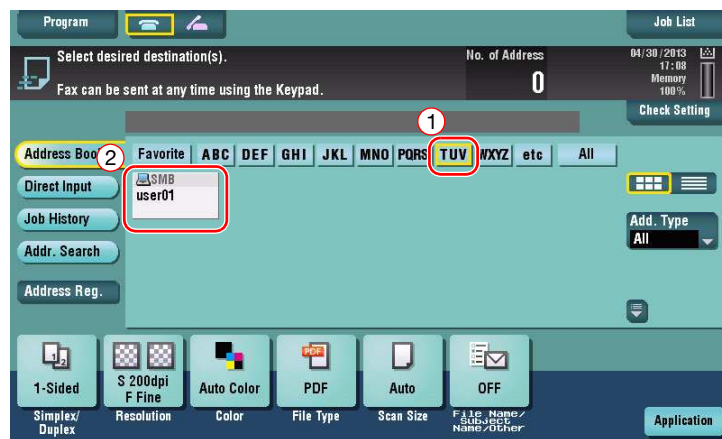 Program
Job List
Select desired destination(s).
Fax can be sent at any time using the Keypad.
No. of Address
0
04/30/2013
17:08
Memory
100%
Check Setting
1
Address Boo
2
Favorite
ABC
DEF
GHI
JKL
MNO
PQRS
TUV
WXYZ
etc
All
SMB
user01
Direct Input
Job History
Addr. Search
Address Reg.
Add. Type
All
1-Sided
S 200dpi
F Fine
Auto Color
PDF
PDF
Auto
OFF
Simplex/
Duplex
Resolution
Color
File Type
Scan Size
File Name/
Subject
Name/Other
Application